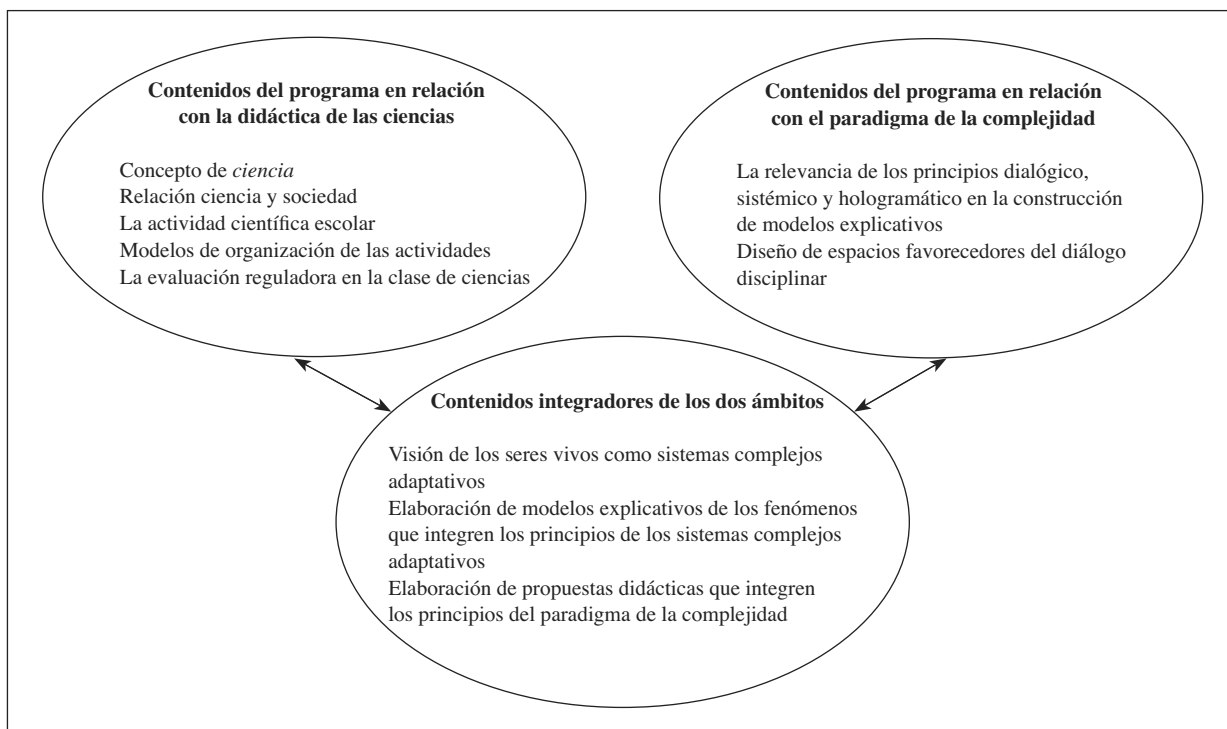 Contenidos del programa en relación
con la didáctica de las ciencias
Concepto de ciencia
Relación ciencia y sociedad
La actividad científica escolar
Modelos de organización de las actividades
La evaluación reguladora en la clase de ciencias
Contenidos del programa en relación
con el paradigma de la complejidad
La relevancia de los principios dialógico,
sistémico y hologramático en la construcción
de modelos explicativos
Diseño de espacios favorecedores del diálogo
disciplinar
Contenidos integradores de los dos ámbitos
Visión de los seres vivos como sistemas complejos
adaptativos
Elaboración de modelos explicativos de los fenómenos
que integren los principios de los sistemas complejos
adaptativos
Elaboración de propuestas didácticas que integren
los principios del paradigma de la complejidad